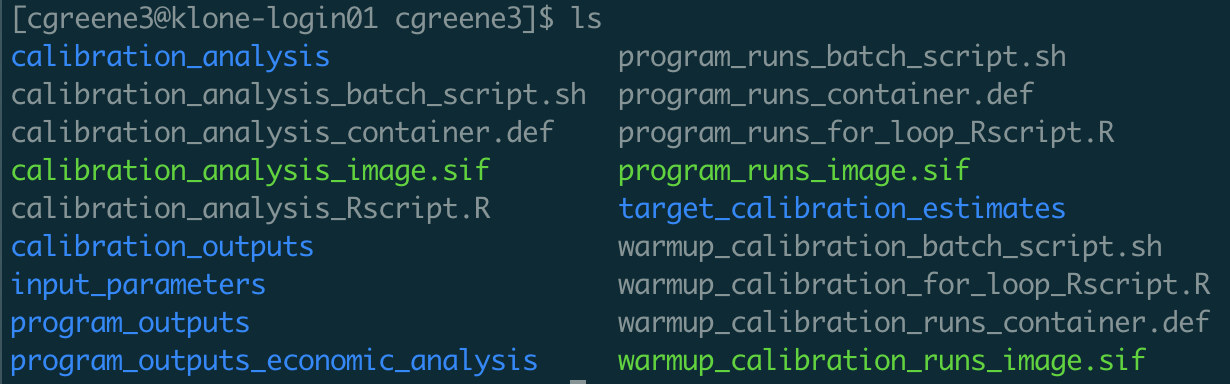 [cgreene3@klone-login01 cgreene3]$ ls
calibration_analysis program_runs_batch_script.sh
calibration_analysis_batch_script.sh program_runs_container.def
calibration_analysis_container.def program_runs_for_loop_Rscript.R
calibration_analysis_image.sif program_runs_image.sif
calibration_analysis_Rscript.R target_calibration_estimates
calibration_outputs warmup_calibration_batch_script.sh
input_parameters warmup_calibration_for_loop_Rscript.R
program_outputs warmup_calibration_runs_container.def
program_outputs_economic_analysis warmup_calibration_runs_image.sif